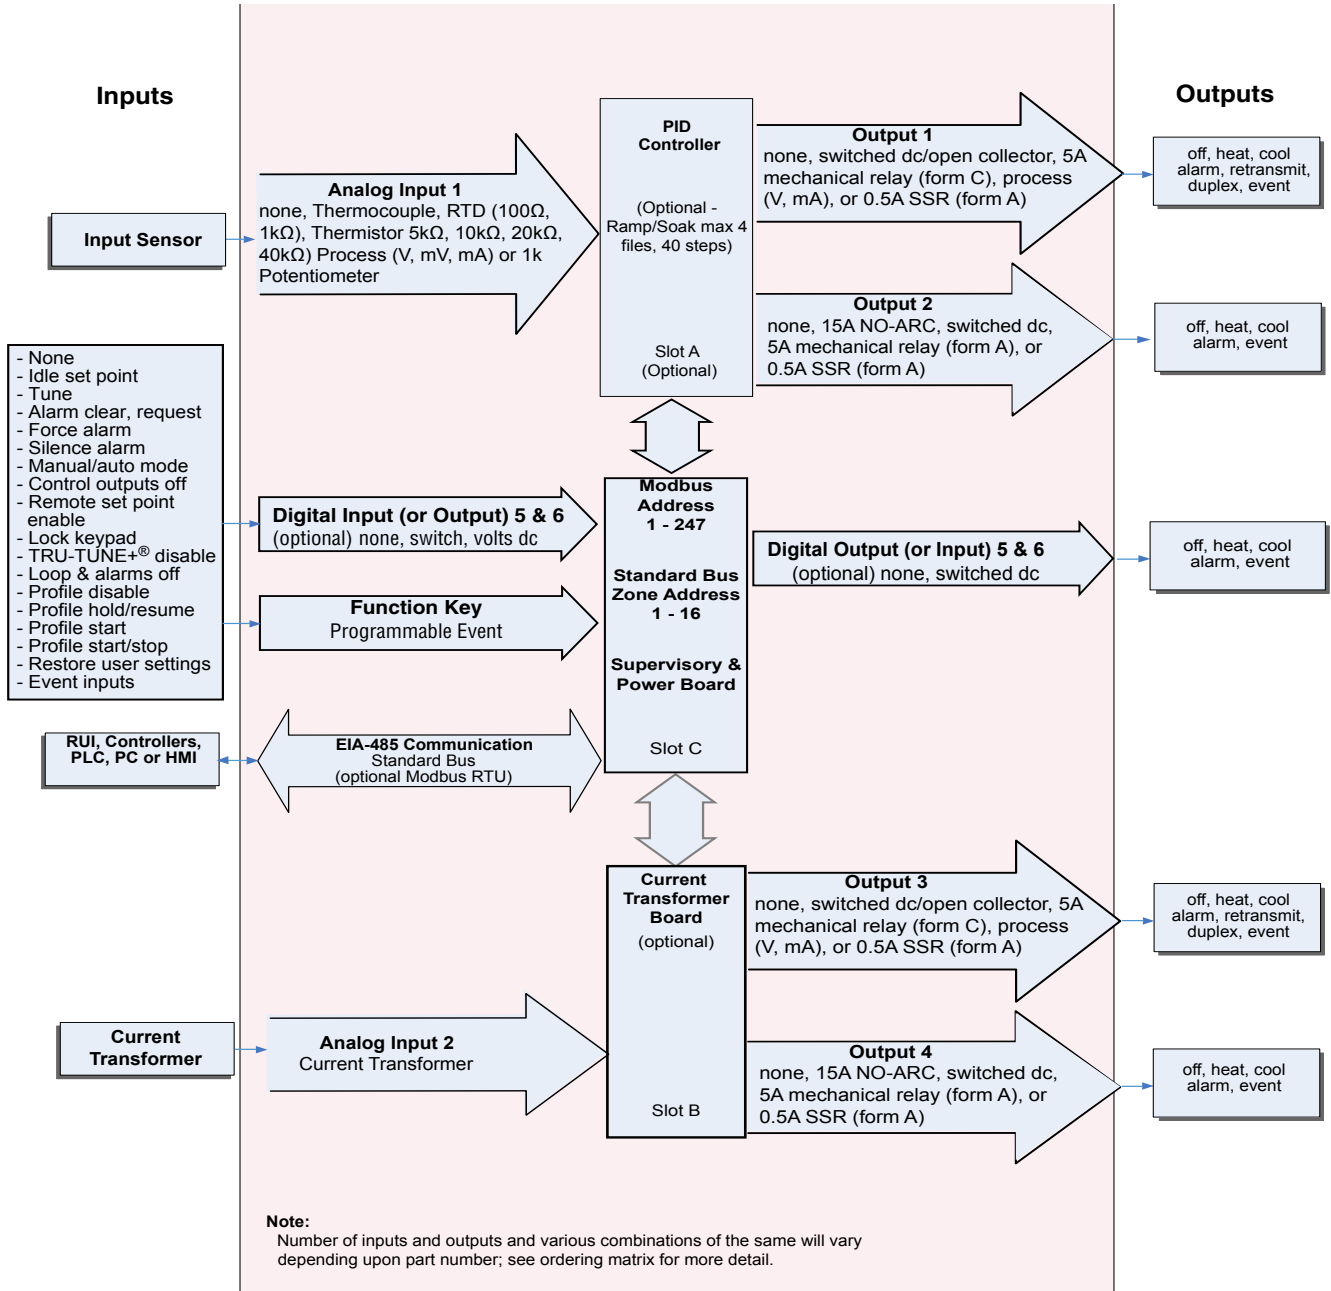 Inputs
Outputs
Input Sensor
Analog Input 1
none, Thermocouple, RTD (100Ω,
1kΩ), Thermistor 5kΩ, 10kΩ, 20kΩ,
40kΩ) Process (V, mV, mA) or 1k
Potentiometer
PID
Controller
(Optional -
Ramp/Soak max 4
files, 40 steps)
Slot A
(Optional)
Output 1
none, switched dc/open collector, 5A
mechanical relay (form C), process
(V, mA), or 0.5A SSR (form A)
off, heat, cool
alarm, retransmit,
duplex, event
Output 2
none, 15A NO-ARC, switched dc,
5A mechanical relay (form A), or
0.5A SSR (form A)
off, heat, cool
alarm, event
- None
- Idle set point
- Tune
- Alarm clear, request
- Force alarm
- Silence alarm
- Manual/auto mode
- Control outputs off
- Remote set point
enable
- Lock keypad
- TRU-TUNE+® disable
- Loop & alarms off
- Profile disable
- Profile hold/resume
- Profile start
- Profile start/stop
- Restore user settings
- Event inputs
Digital Input (or Output) 5 & 6
(optional) none, switch, volts dc
Function Key
Programmable Event
Modbus
Address
1 - 247
Standard Bus
Zone Address
1 - 16
Supervisory &
Power Board
Slot C
Digital Output (or Input) 5 & 6
(optional) none, switched dc
off, heat, cool
alarm, event
RUI, Controllers,
PLC, PC or HMI
EIA-485 Communication
Standard Bus
(optional Modbus RTU)
Current
Transformer
Board
(optional)
Slot B
Output 3
none, switched dc/open collector, 5A
mechanical relay (form C), process
(V, mA), or 0.5A SSR (form A)
off, heat, cool
alarm, retransmit,
duplex, event
Current
Transformer
Analog Input 2
Current Transformer
Output 4
none, 15A NO-ARC, switched dc,
5A mechanical relay (form A), or
0.5A SSR (form A)
off, heat, cool
alarm, event
Note:
Number of inputs and outputs and various combinations of the same will vary
depending upon part number; see ordering matrix for more detail.